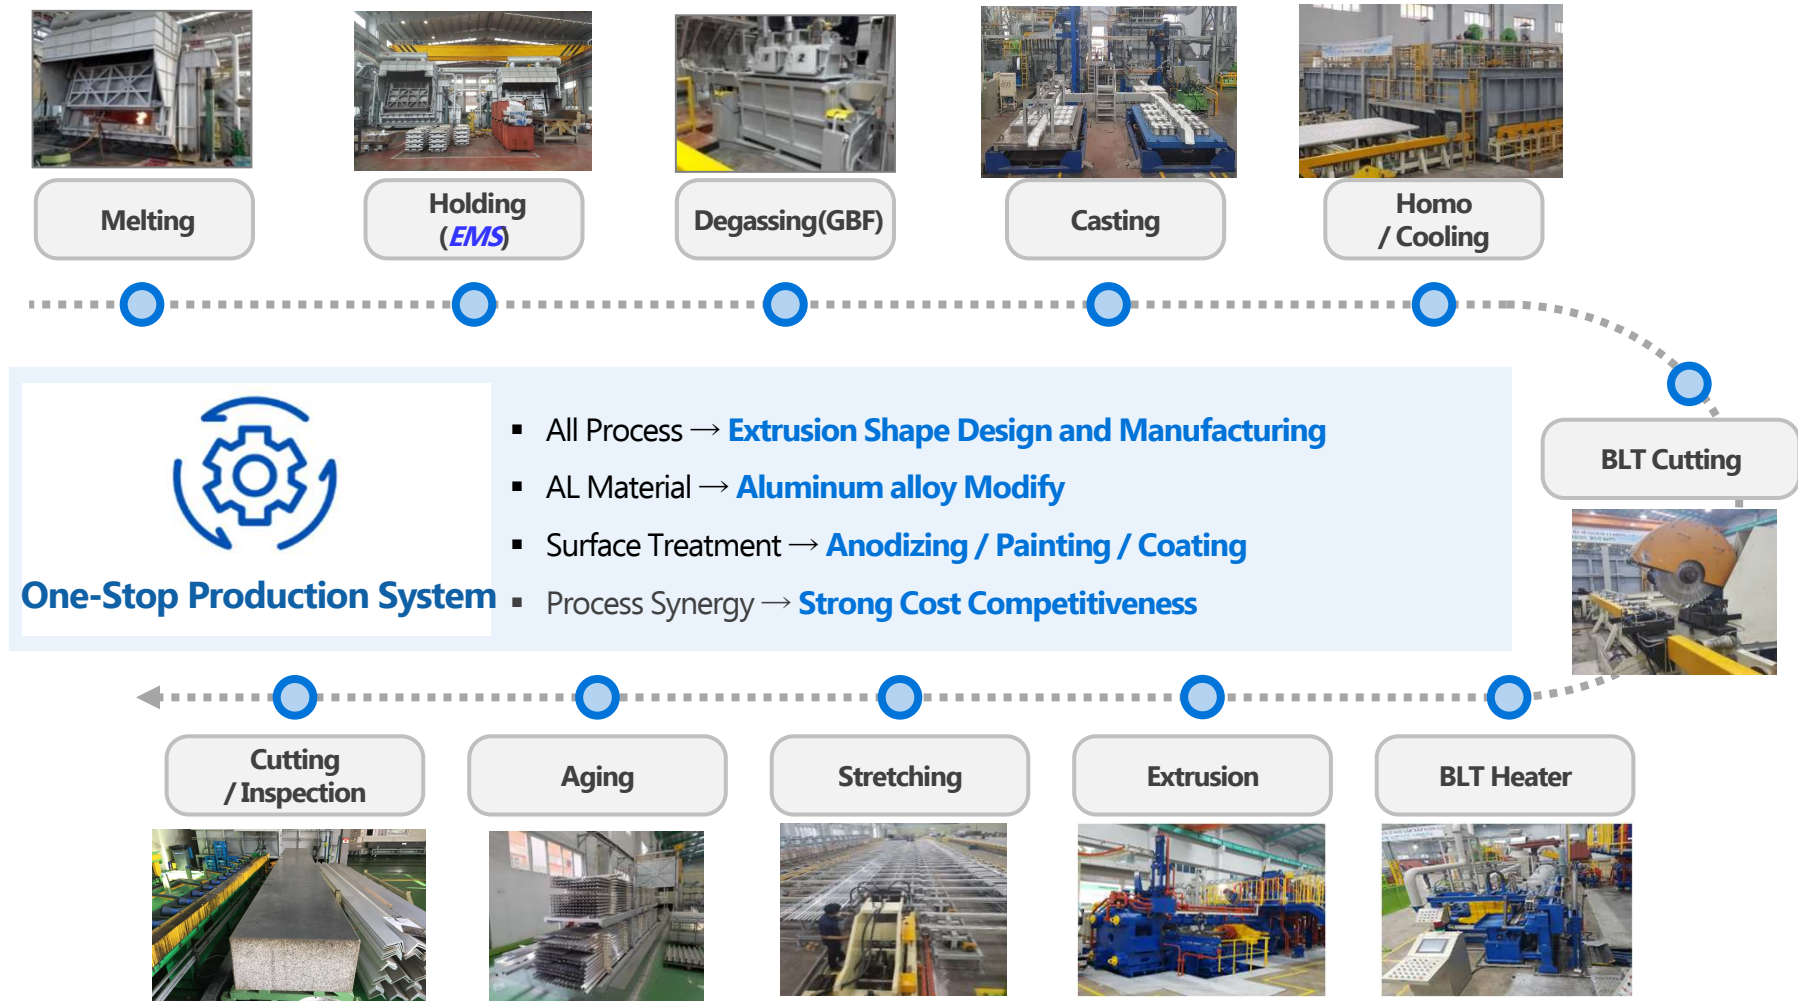 Melting
Holding
(EMS)
Degassing(GBF)
Casting
Homo
/ Cooling
BLT Cutting
One-Stop Production System
▪ All Process → Extrusion Shape Design and Manufacturing
▪ AL Material → Aluminum alloy Modify
▪ Surface Treatment → Anodizing / Painting / Coating
▪ Process Synergy → Strong Cost Competitiveness
Cutting
/ Inspection
Aging
Stretching
Extrusion
BLT Heater